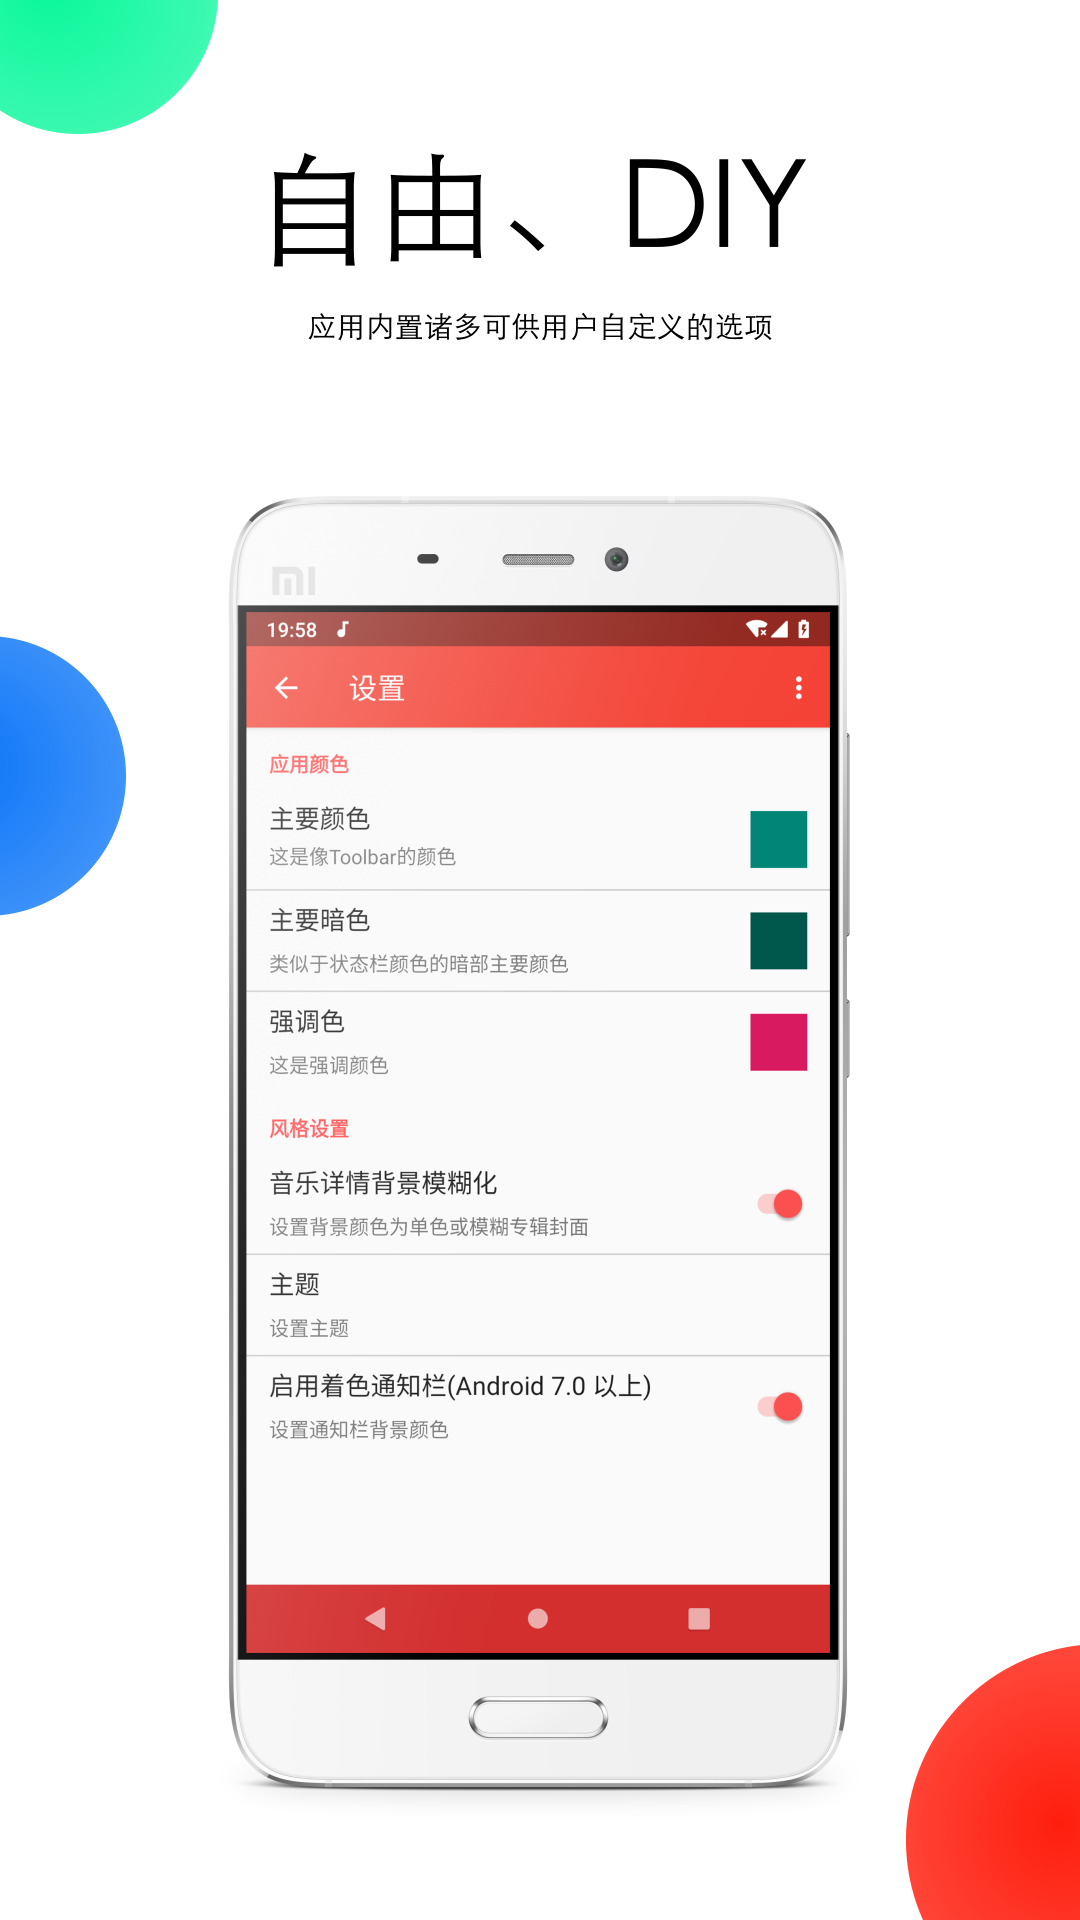 自由、DIY
应用内置诸多可供用户自定义的选项
mi
19:58
设置
应用颜色
主要颜色
这是像Toolbar的颜色
主要暗色
类似于状态栏颜色的暗部主要颜色
强调色
这是强调颜色
风格设置
音乐详情背景模糊化
设置背景颜色为单色或模糊专辑封面
主题
设置主题
启用着色通知栏(Android 7.0 以上)
设置通知栏背景颜色